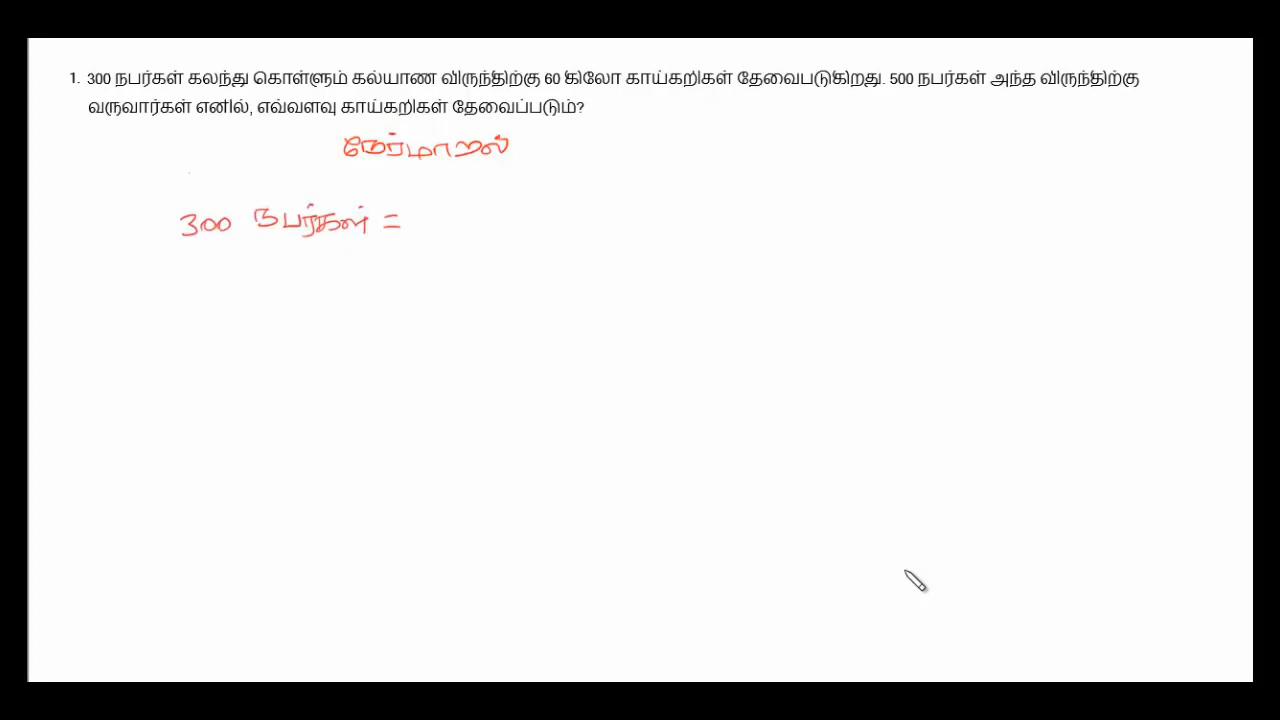 1. 300 நபர்கள் கலந்து கொள்ளும் கல்யாண விருந்திற்கு 60 கிலோ காய்கறிகள் தேவைபடுகிறது. 500 நபர்கள் அந்த விருந்திற்கு
வருவார்கள் எனில், எவ்வளவு காய்கறிகள் தேவைப்படும்?
நேர்மாறல்
300 நபர்கள் =